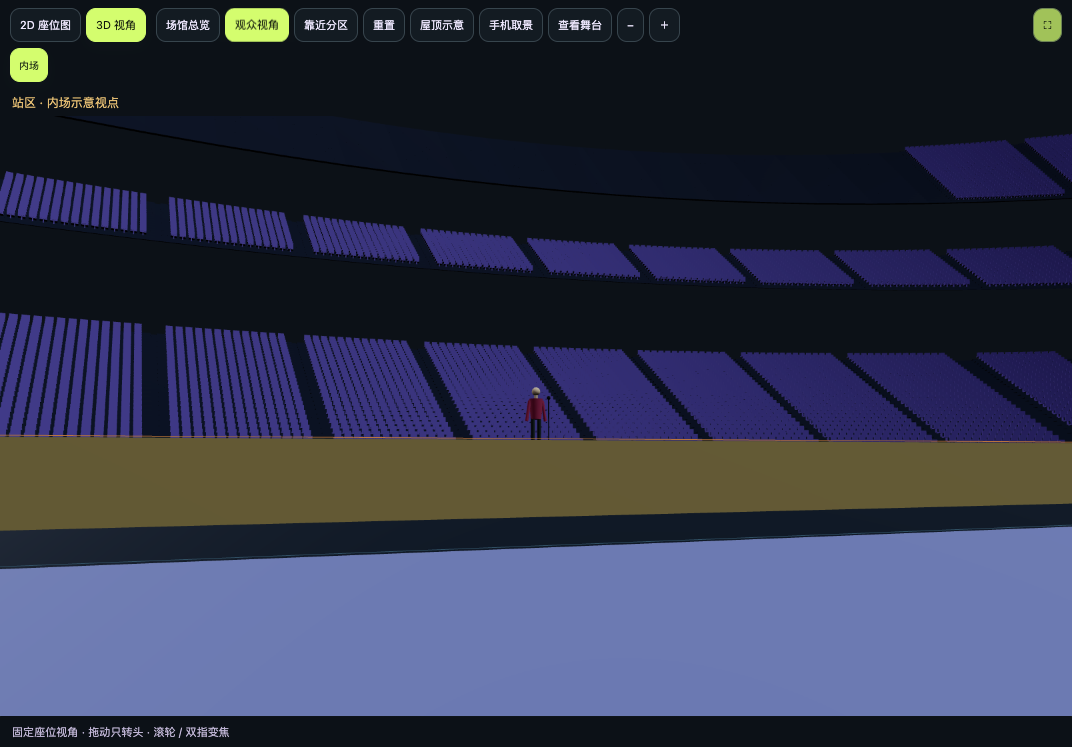 2D 座位图 3D 视角 场馆总览 观众视角 靠近分区 重置 屋顶示意 手机取景 查看舞台 − +
内场
站区 · 内场示意视点
固定座位视角 · 拖动只转头 · 滚轮 / 双指变焦